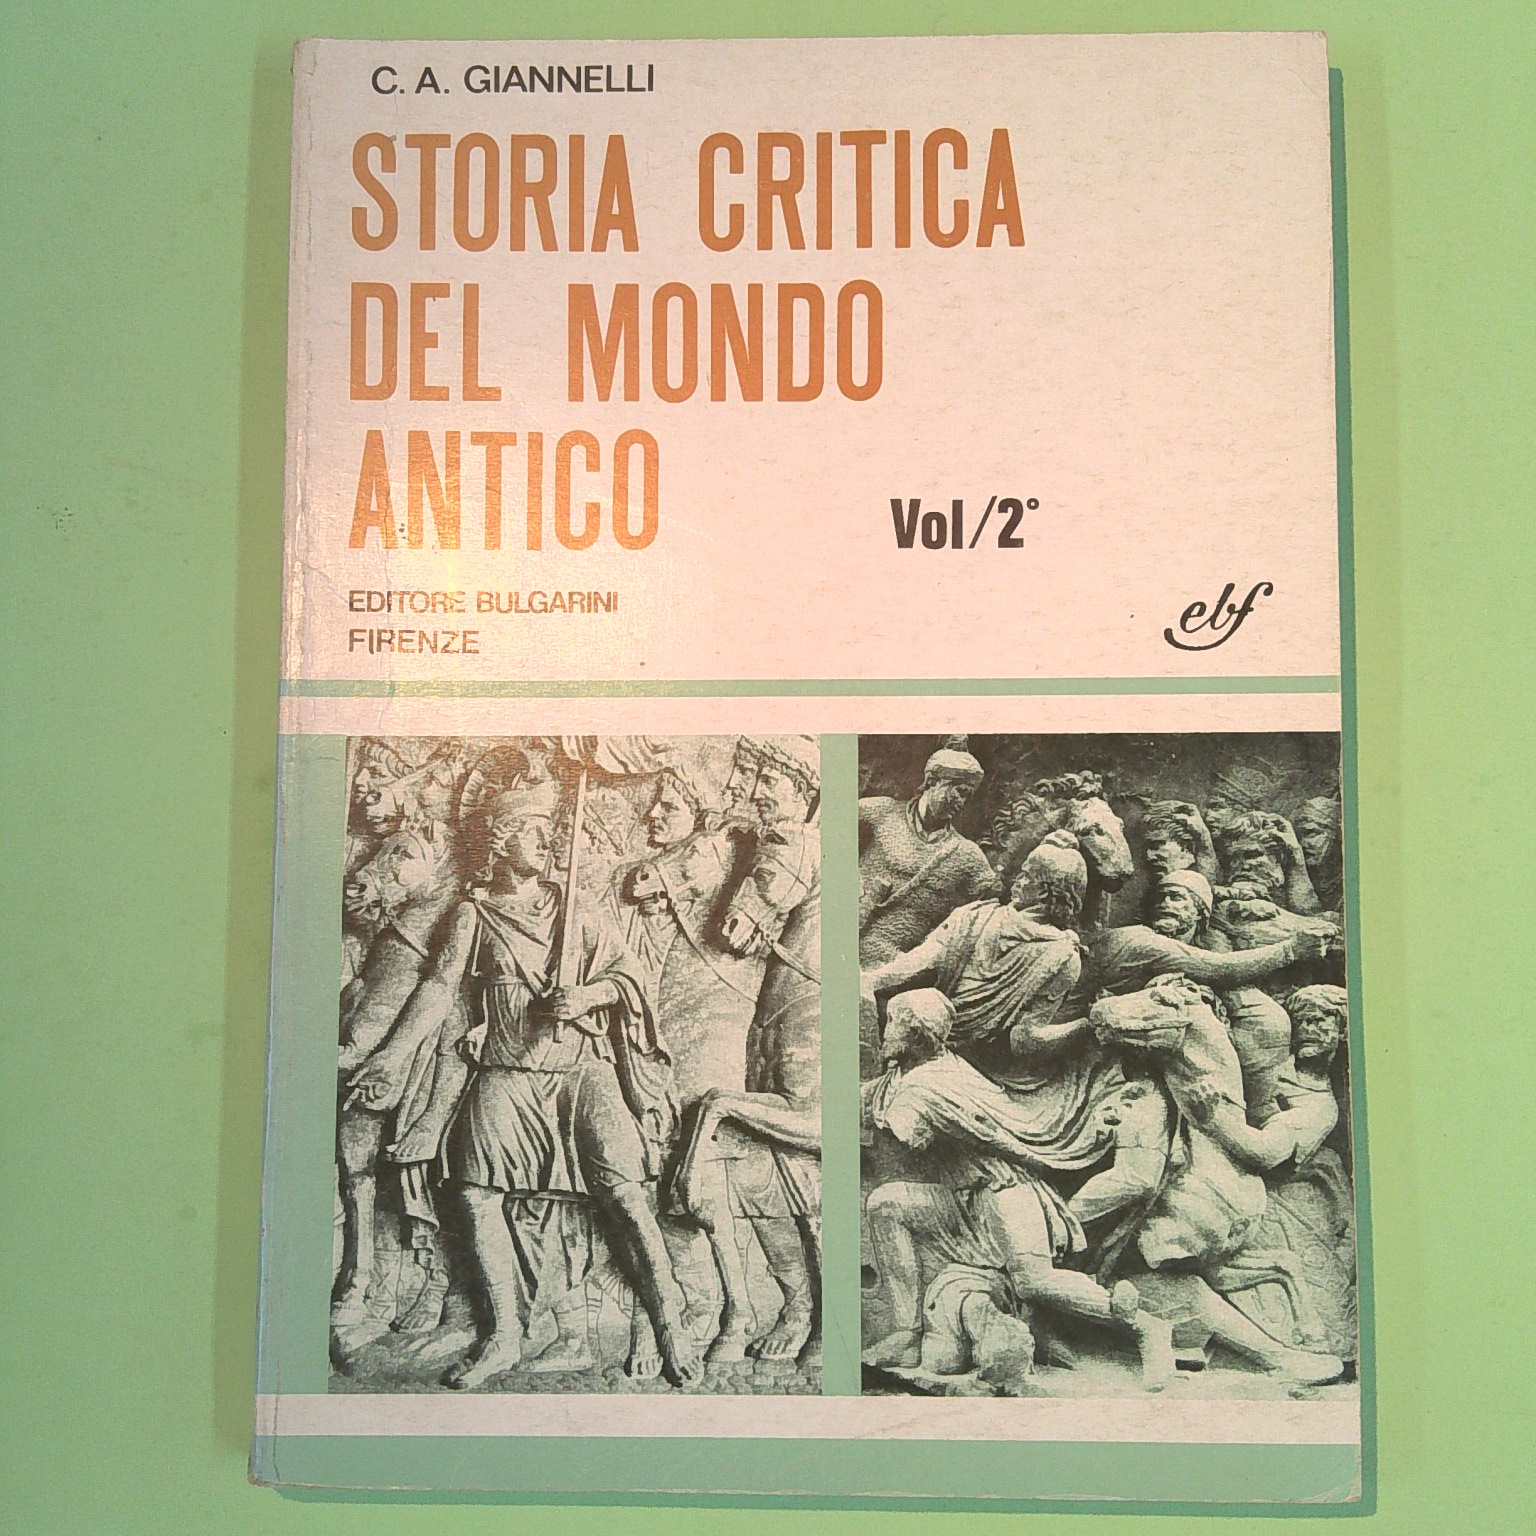 C. A. GIANNELLI
STORIA CRITICA
DEL MONDO
ANTICO
Vol/2°
EDITORE BULGARINI
FIRENZE
ebf